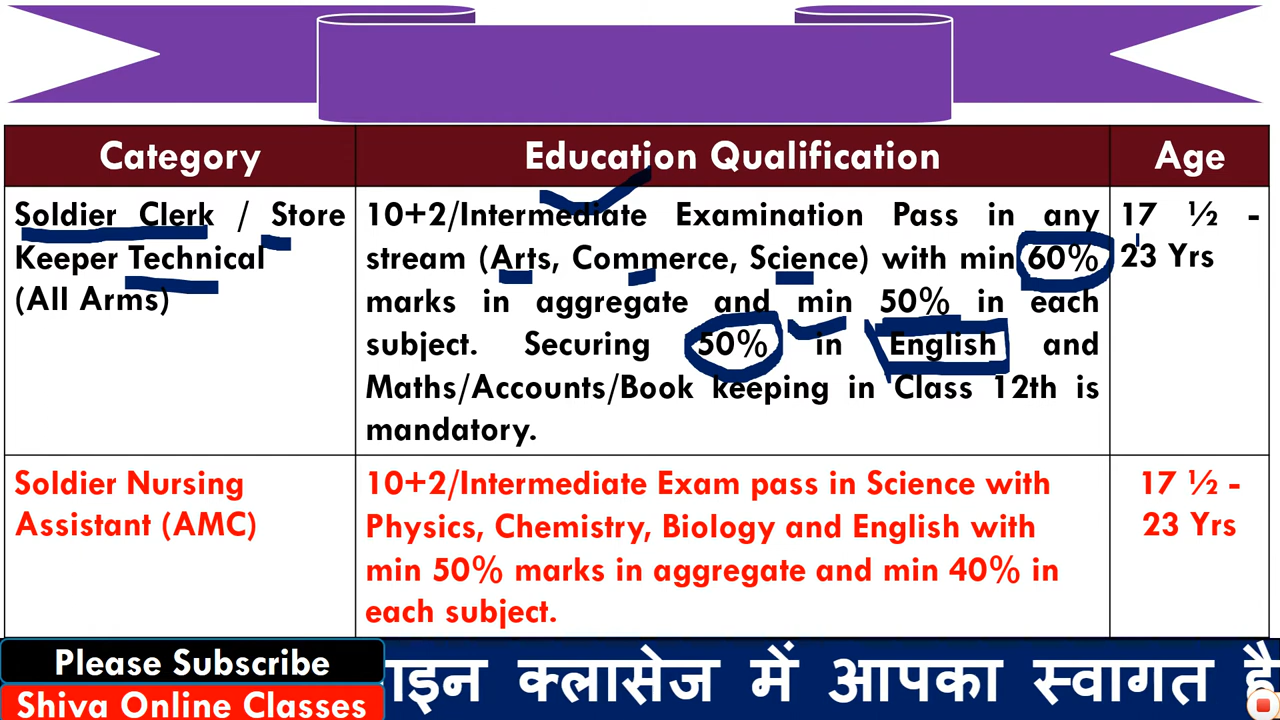 Category Education Qualification Age
Soldier Clerk / Store
Keeper Technical
(All Arms)
10+2/Intermediate Examination Pass in any
stream (Arts, Commerce, Science) with min 60%
marks in aggregate and min 50% in each
subject. Securing 50% in English and
Maths/Accounts/Book keeping in Class 12th is
mandatory.
17 ½ -
23 Yrs
Soldier Nursing
Assistant (AMC)
10+2/Intermediate Exam pass in Science with
Physics, Chemistry, Biology and English with
min 50% marks in aggregate and min 40% in
each subject.
17 ½ -
23 Yrs
Please Subscribe
Shiva Online Classes
इन क्लासेज में आपका स्वागत है